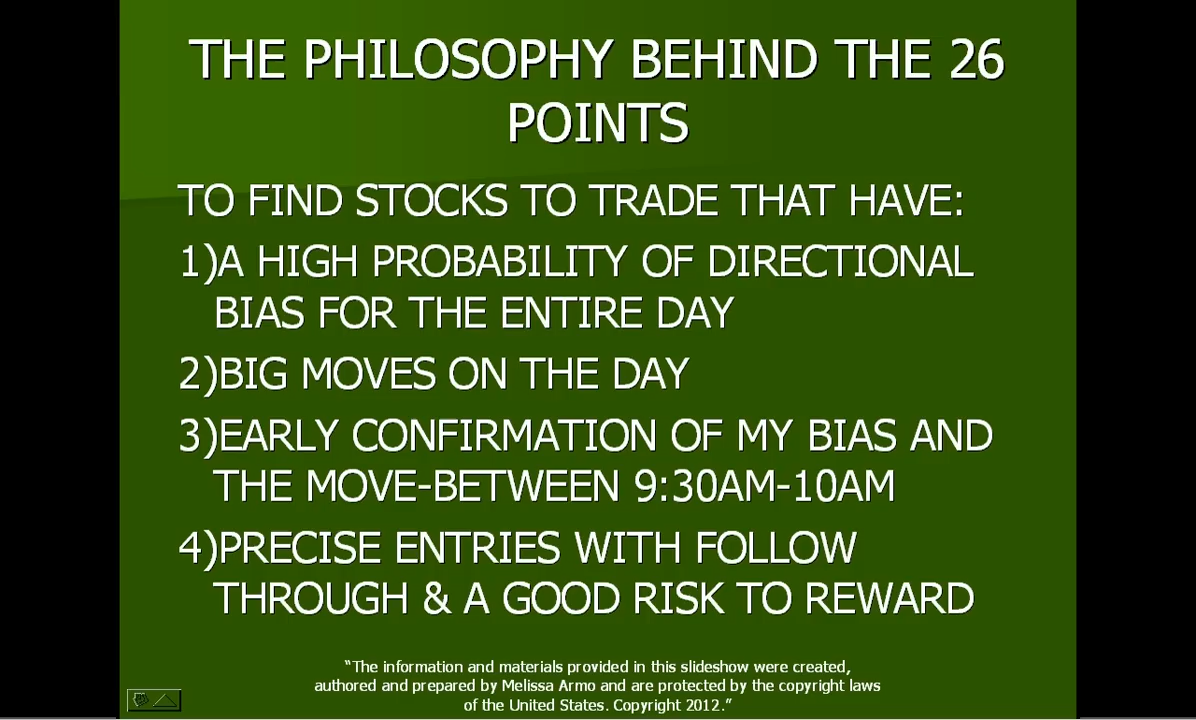 THE PHILOSOPHY BEHIND THE 26
POINTS
TO FIND STOCKS TO TRADE THAT HAVE:
1)A HIGH PROBABILITY OF DIRECTIONAL
BIAS FOR THE ENTIRE DAY
2)BIG MOVES ON THE DAY
3)EARLY CONFIRMATION OF MY BIAS AND
THE MOVE-BETWEEN 9:30AM-10AM
4)PRECISE ENTRIES WITH FOLLOW
THROUGH & A GOOD RISK TO REWARD
“The information and materials provided in this slideshow were created,
authored and prepared by Melissa Armo and are protected by the copyright laws
of the United States. Copyright 2012.”